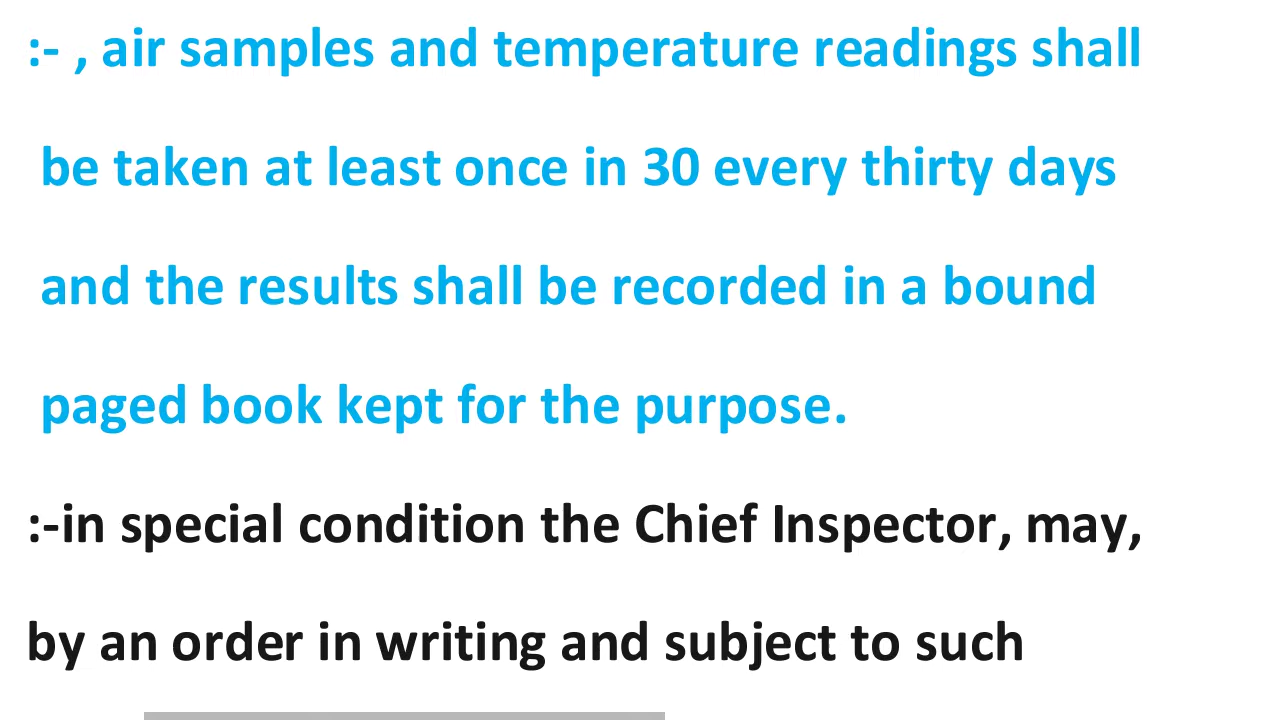 :- , air samples and temperature readings shall
be taken at least once in 30 every thirty days
and the results shall be recorded in a bound
paged book kept for the purpose.
:-in special condition the Chief Inspector, may,
by an order in writing and subject to such